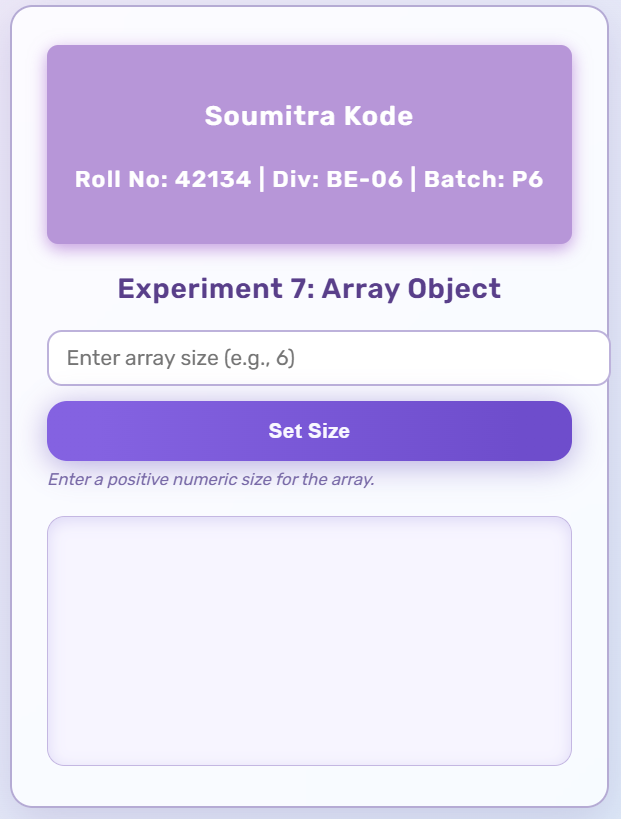 Soumitra Kode
Roll No: 42134 | Div: BE-06 | Batch: P6
Experiment 7: Array Object
Enter array size (e.g., 6)
Set Size
Enter a positive numeric size for the array.